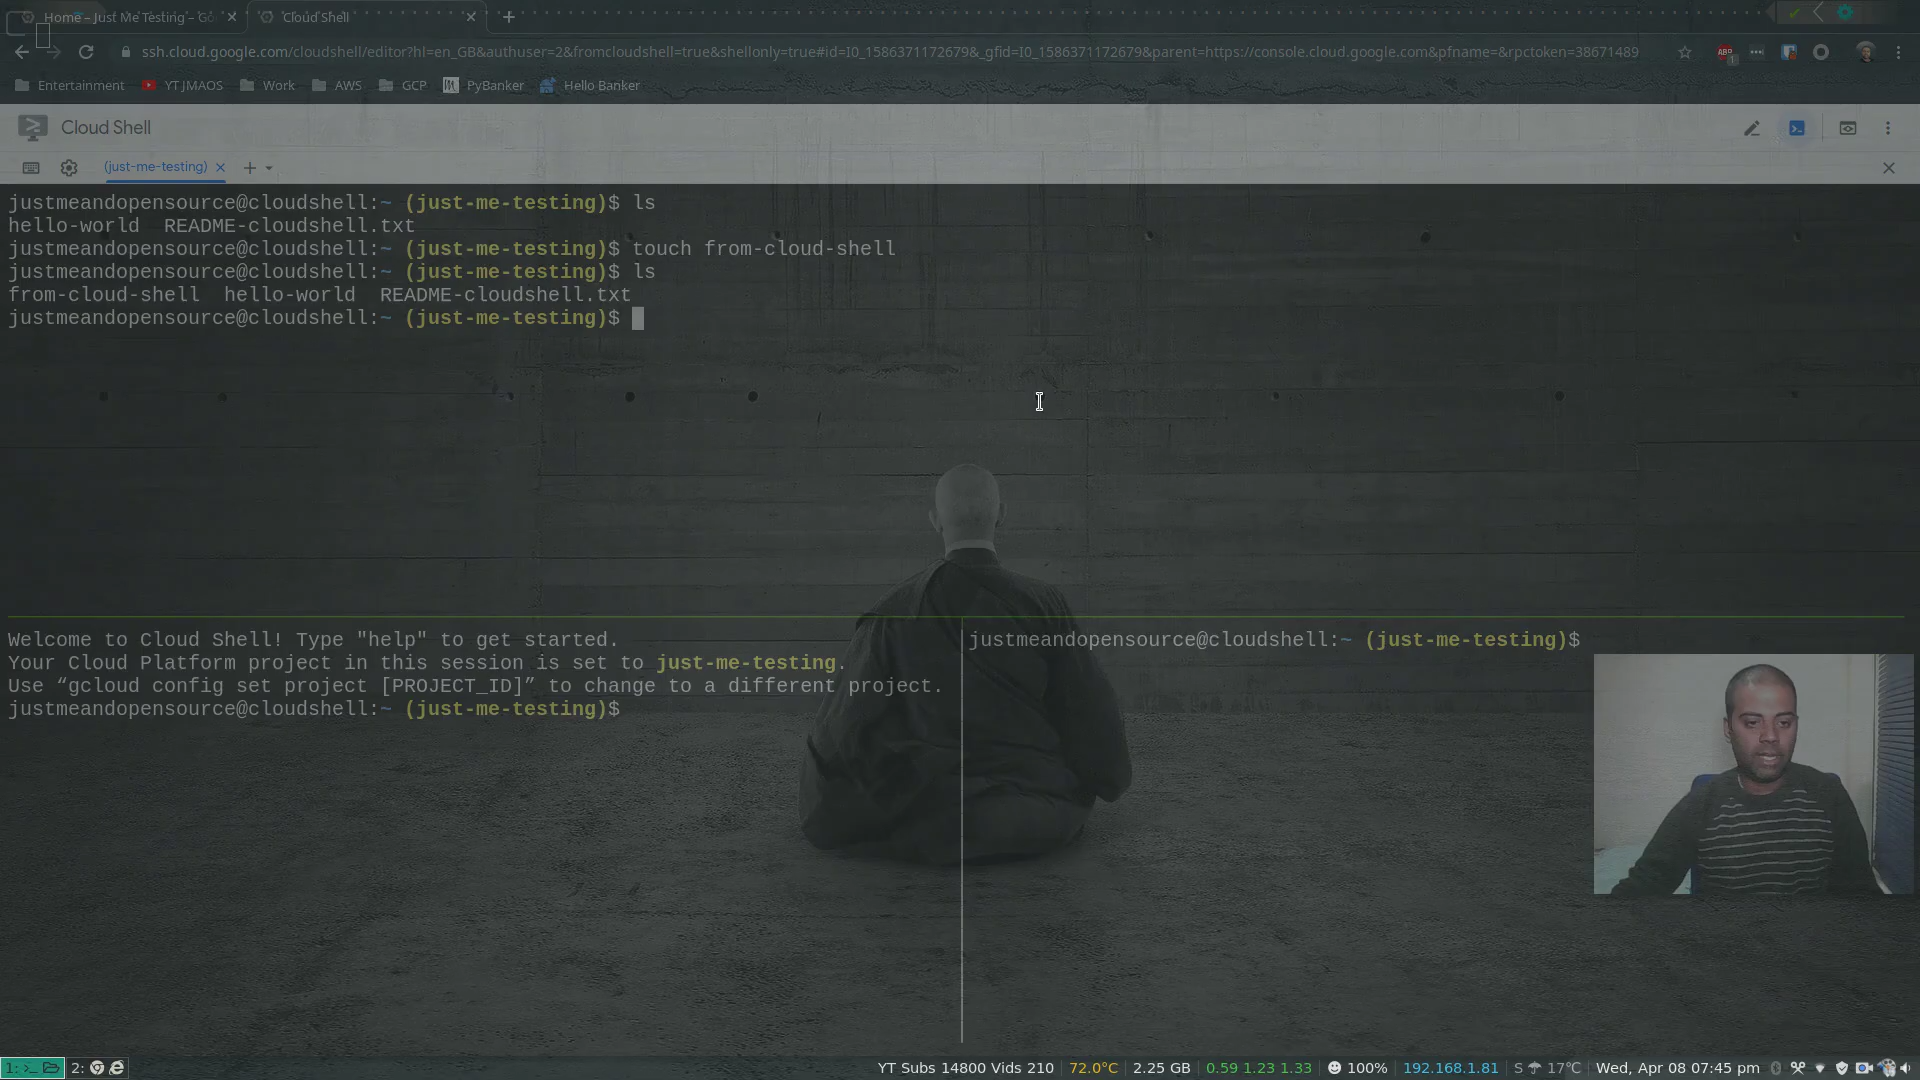 Home – Just Me Testing – Go
Cloud Shell
ssh.cloud.google.com/cloudshell/editor?hl=en_GB&authuser=2&fromcloudshell=true&shellonly=true#id=I0_1586371172679&_gfid=I0_1586371172679&parent=https://console.cloud.google.com&pfname=&rpctoken=38671489
ABP
1
Entertainment YT JMAOS Work AWS GCP PyBanker Hello Banker
Cloud Shell
(just-me-testing)
justmeandopensource@cloudshell:~ (just-me-testing)$ ls
hello-world  README-cloudshell.txt
justmeandopensource@cloudshell:~ (just-me-testing)$ touch from-cloud-shell
justmeandopensource@cloudshell:~ (just-me-testing)$ ls
from-cloud-shell  hello-world  README-cloudshell.txt
justmeandopensource@cloudshell:~ (just-me-testing)$
Welcome to Cloud Shell! Type "help" to get started.
Your Cloud Platform project in this session is set to just-me-testing.
Use “gcloud config set project [PROJECT_ID]” to change to a different project.
justmeandopensource@cloudshell:~ (just-me-testing)$
justmeandopensource@cloudshell:~ (just-me-testing)$
1: 2: YT Subs 14800 Vids 210 72.0°C 2.25 GB 0.59 1.23 1.33 100% 192.168.1.81 S 17°C Wed, Apr 08 07:45 pm